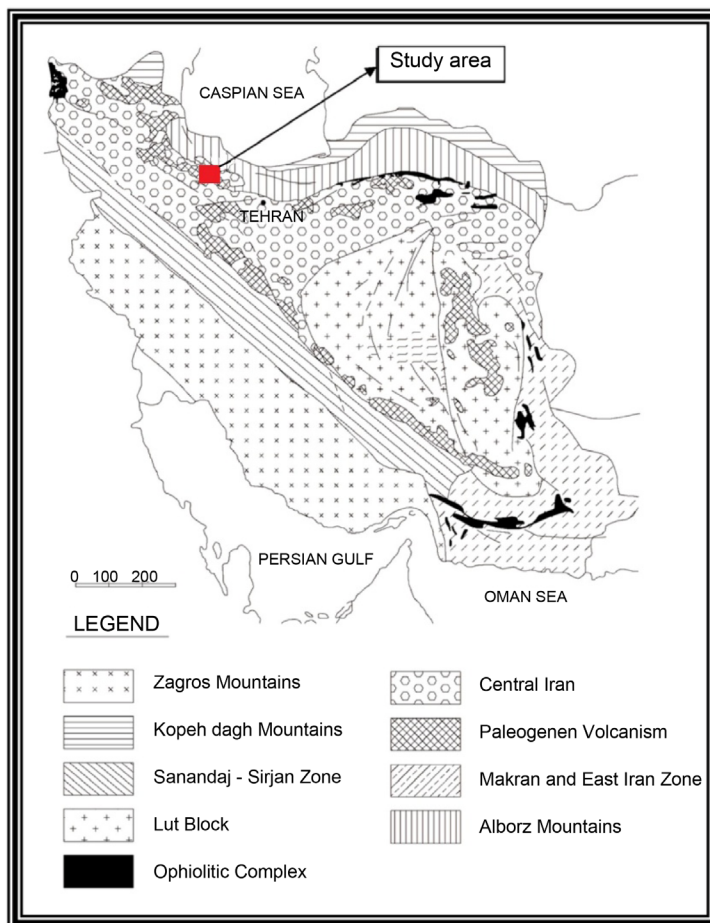 Study area
CASPIAN SEA
TEHRAN
PERSIAN GULF
0 100 200
OMAN SEA
LEGEND
Zagros Mountains
Kopeh dagh Mountains
Sanandaj - Sirjan Zone
Lut Block
Ophiolitic Complex
Central Iran
Paleogenen Volcanism
Makran and East Iran Zone
Alborz Mountains